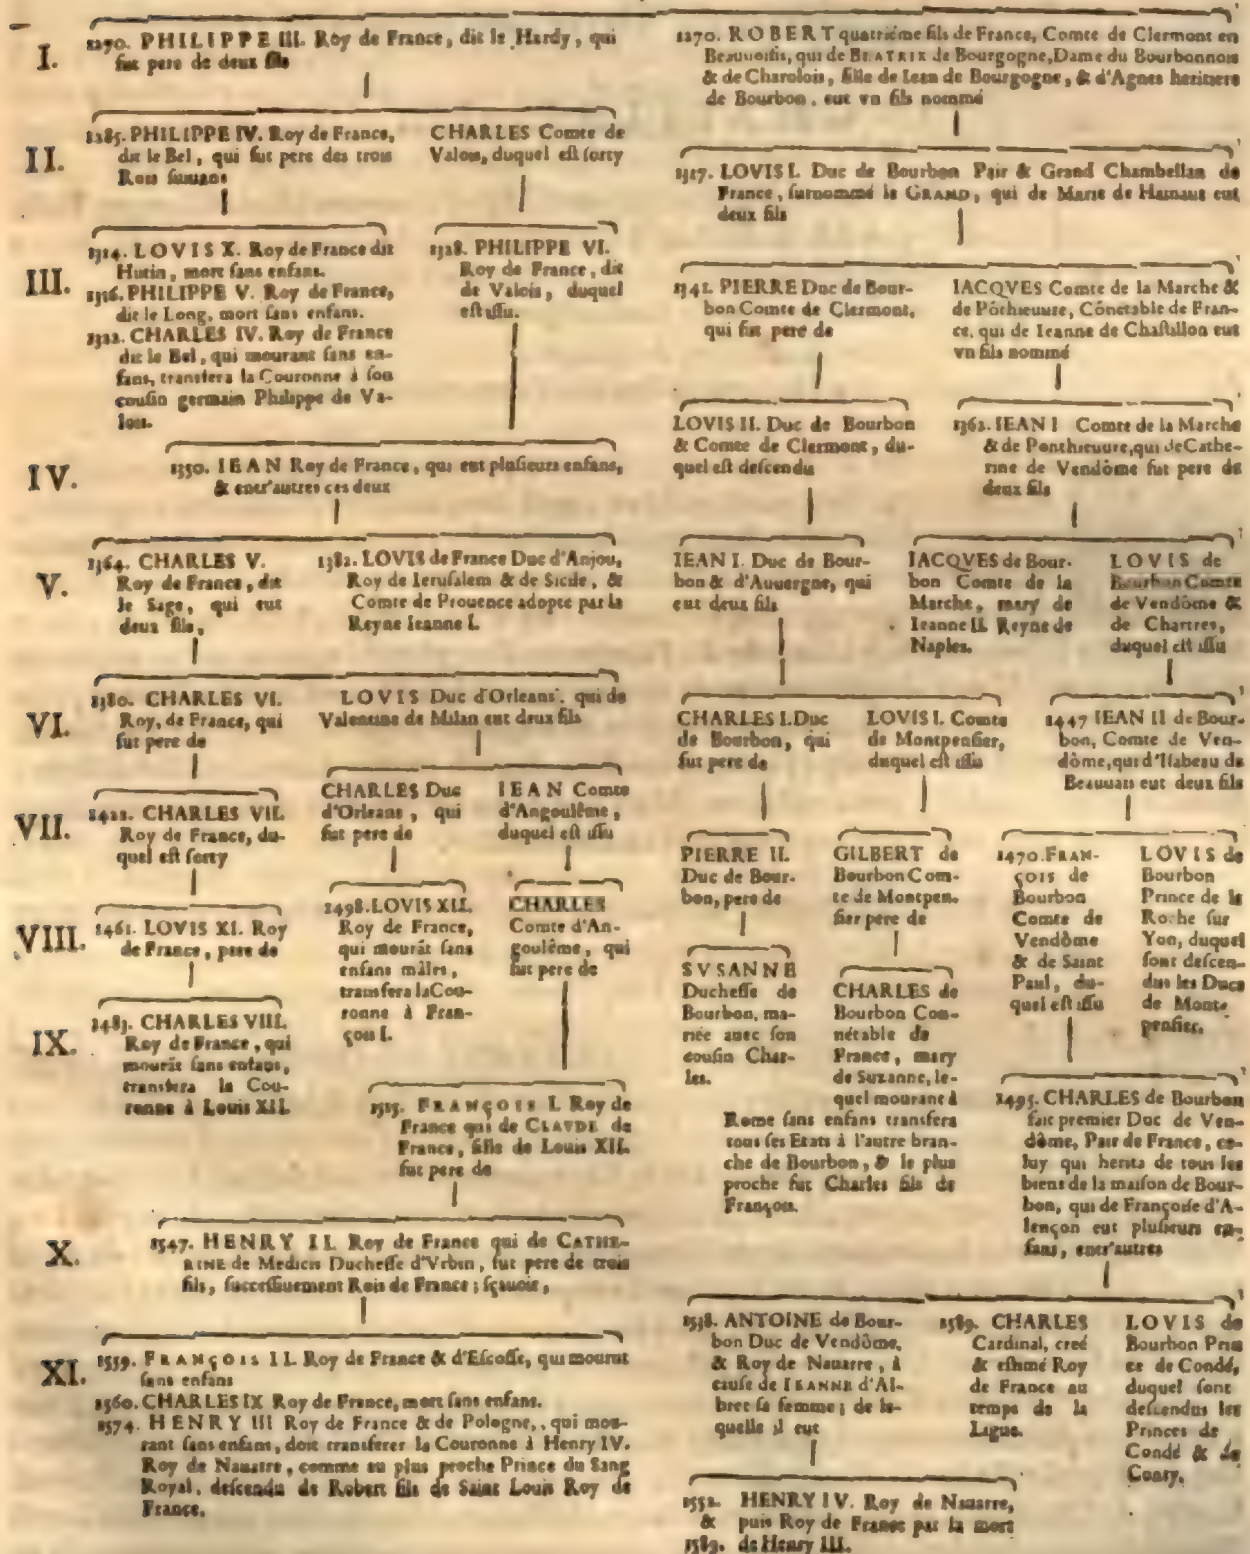 I.
1270. PHILIPPE III. Roy de France, dit le Hardy, qui
fut pere de deux fils
1270. ROBERT quatriéme fils de France, Comte de Clermont en
Beauuoisis, qui de BEATRIX de Bourgogne, Dame du Bourbonnois
& de Charolois, fille de Iean de Bourgogne, & d'Agnes heritiere
de Bourbon, eut vn fils nommé
II.
1285. PHILIPPE IV. Roy de France,
dit le Bel, qui fut pere des trois
Rois suiuans
CHARLES Comte de
Valois, duquel est sorty
1317. LOVIS I. Duc de Bourbon Pair & Grand Chambellan de
France, surnommé le GRAND, qui de Marie de Hainaut eut
deux fils
III.
1314. LOVIS X. Roy de France dit
Hutin, mort sans enfans.
1316. PHILIPPE V. Roy de France,
dit le Long, mort sans enfans.
1322. CHARLES IV. Roy de France
dit le Bel, qui mourant sans en-
fans, transfera la Couronne à son
cousin germain Philippe de Va-
lois.
1328. PHILIPPE VI.
Roy de France, dit
de Valois, duquel
est issu.
1342. PIERRE Duc de Bour-
bon Comte de Clermont,
qui fut pere de
IACQVES Comte de la Marche &
de Pôthieuure, Cônétable de Fran-
ce, qui de Ieanne de Chastillon eut
vn fils nommé
LOVIS II. Duc de Bourbon
& Comte de Clermont, du-
quel est descendu
1362. IEAN I Comte de la Marche
& de Ponthieuure, qui de Cathe-
rine de Vendôme fut pere de
deux fils
IV.
1350. IEAN Roy de France, qui eut plusieurs enfans,
& entr'autres ces deux
V.
1364. CHARLES V.
Roy de France, dit
le Sage, qui eut
deux fils,
1382. LOVIS de France Duc d'Anjou,
Roy de Ierusalem & de Sicile, &
Comte de Prouence adopté par la
Reyne Ieanne I.
IEAN I. Duc de Bour-
bon & d'Auuergne, qui
eut deux fils
IACQVES de Bour-
bon Comte de la
Marche, mary de
Ieanne II. Reyne de
Naples.
LOVIS de
Bourbon Comte
de Vendôme &
de Chartres,
duquel est issu
VI.
1380. CHARLES VI.
Roy, de France, qui
fut pere de
LOVIS Duc d'Orleans, qui de
Valentine de Milan eut deux fils
CHARLES I. Duc
de Bourbon, qui
fut pere de
LOVIS I. Comte
de Montpensier,
duquel est issu
1447 IEAN II de Bour-
bon, Comte de Ven-
dôme, qui d'Isabeau de
Beauuais eut deux fils
VII.
1422. CHARLES VII.
Roy de France, du-
quel est sorty
CHARLES Duc
d'Orleans, qui
fut pere de
IEAN Comte
d'Angoulême,
duquel est issu
PIERRE II.
Duc de Bour-
bon, pere de
GILBERT de
Bourbon Com-
te de Montpen-
sier pere de
1470. FRAN-
çOIS de
Bourbon
Comte de
Vendôme
& de Saint
Paul, du-
quel est issu
LOVIS de
Bourbon
Prince de la
Roche sur
Yon, duquel
sont descen-
dus les Ducs
de Mont-
pensier.
VIII.
1461. LOVIS XI. Roy
de France, pere de
1498. LOVIS XII.
Roy de France,
qui mourât sans
enfans mâles,
transfera la Cou-
ronne à Fran-
çois I.
CHARLES
Comte d'An-
goulême, qui
fut pere de
SVSANNE
Duchesse de
Bourbon, ma-
riée auec son
cousin Char-
les.
CHARLES de
Bourbon Con-
nétable de
France, mary
de Suzanne, le-
quel mourant à
Rome sans enfans transfera
tous ses Etats à l'autre bran-
che de Bourbon, & le plus
proche fut Charles fils de
François.
IX.
1483. CHARLES VIII.
Roy de France, qui
mourât sans enfans,
transfera la Cou-
ronne à Louis XII.
1515. FRANÇOIS I. Roy de
France qui de CLAVDE de
France, fille de Louis XII.
fut pere de
1495. CHARLES de Bourbon
fait premier Duc de Ven-
dôme, Pair de France, ce-
luy qui herita de tous les
biens de la maison de Bour-
bon, qui de Françoise d'A-
lençon eut plusieurs en-
fans, entr'autres
X.
1547. HENRY II. Roy de France qui de CATHE-
RINE de Medicis Duchesse d'Vrbin, fut pere de trois
fils, successiuement Rois de France; sçauoir,
XI.
1559. FRANÇOIS II. Roy de France & d'Escosse, qui mourut
sans enfans
1560. CHARLES IX Roy de France, mort sans enfans.
1574. HENRY III Roy de France & de Pologne, , qui mou-
rant sans enfans, doit transferer la Couronne à Henry IV.
Roy de Nauarre, comme au plus proche Prince du Sang
Royal, descendu de Robert fils de Saint Louis Roy de
France.
1538. ANTOINE de Bour-
bon Duc de Vendôme,
& Roy de Nauarre, à
cause de IEANNE d'Al-
bret sa femme; de la-
quelle il eut
1589. CHARLES
Cardinal, creé
& estimé Roy
de France au
temps de la
Ligue.
LOVIS de
Bourbon Prin
ce de Condé,
duquel sont
descendus les
Princes de
Condé & de
Conty.
1552. HENRY IV. Roy de Nauarre,
& puis Roy de France par la mort
1589. de Henry III.